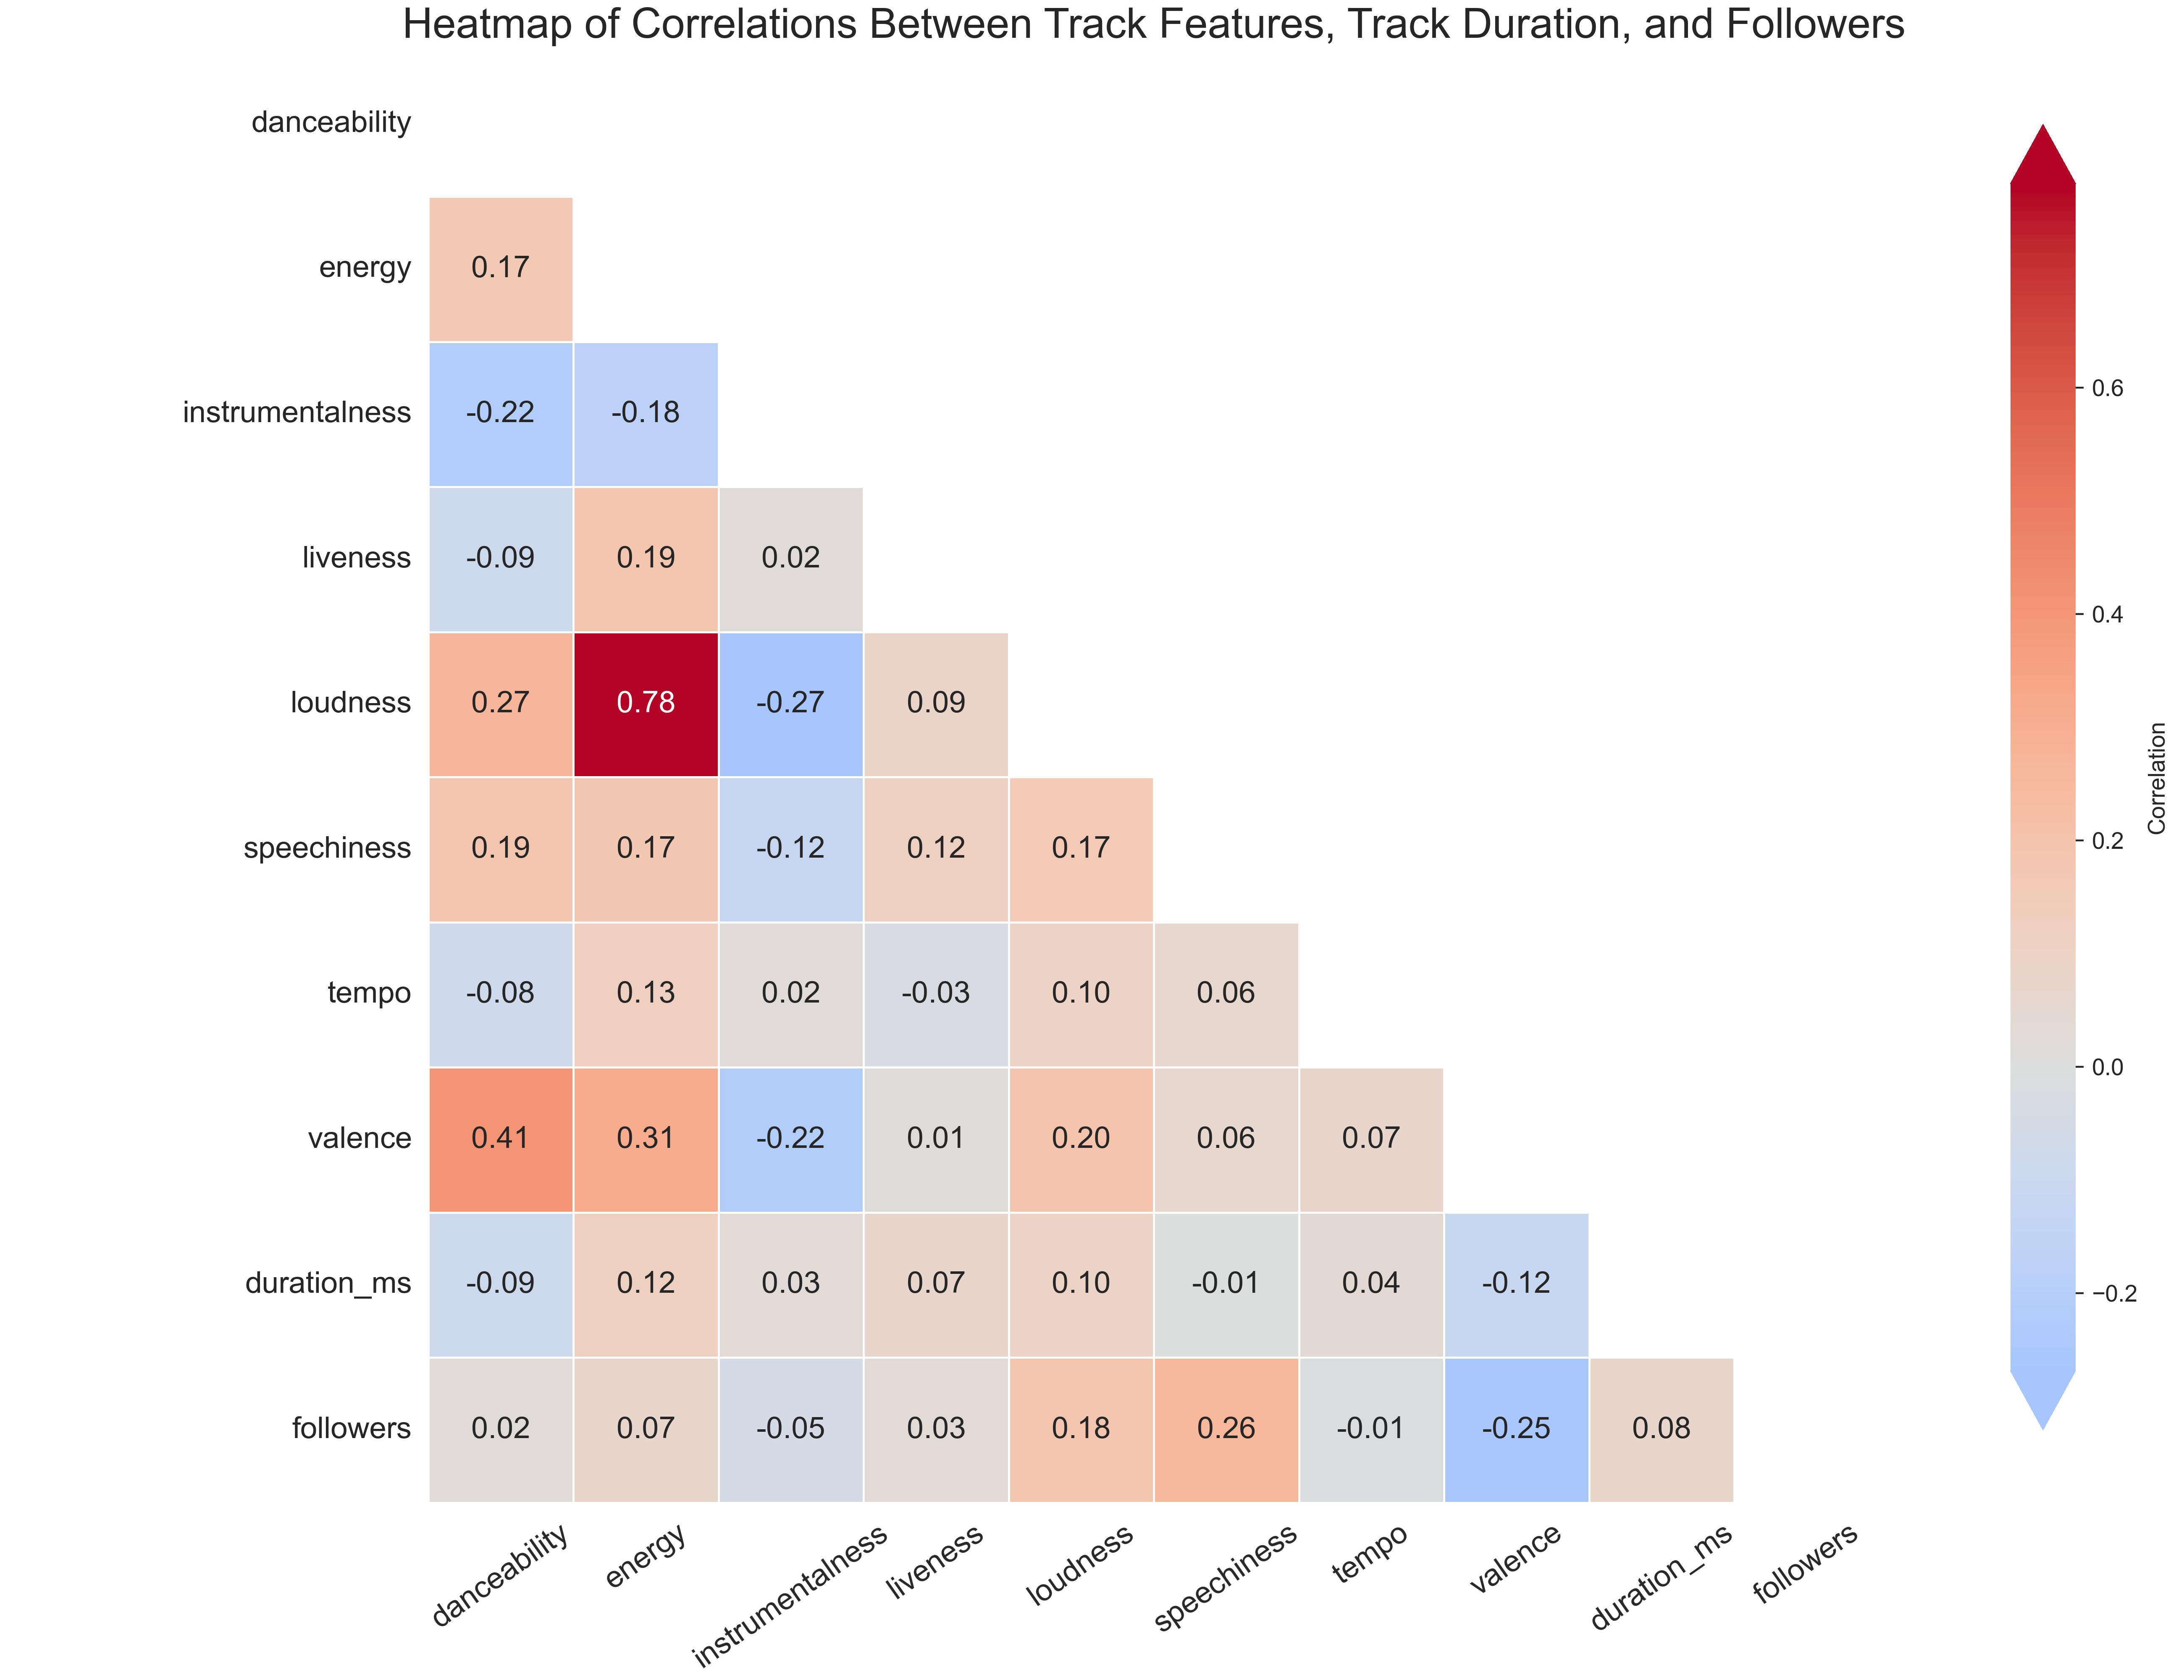 Heatmap of Correlations Between Track Features, Track Duration, and Followers
danceability
energy
0.17
instrumentalness
-0.22 -0.18
liveness
-0.09 0.19 0.02
loudness
0.27 0.78 -0.27 0.09
speechiness
0.19 0.17 -0.12 0.12 0.17
tempo
-0.08 0.13 0.02 -0.03 0.10 0.06
valence
0.41 0.31 -0.22 0.01 0.20 0.06 0.07
duration_ms
-0.09 0.12 0.03 0.07 0.10 -0.01 0.04 -0.12
followers
0.02 0.07 -0.05 0.03 0.18 0.26 -0.01 -0.25 0.08
danceability
energy
instrumentalness
liveness
loudness
speechiness
tempo
valence
duration_ms
followers
0.6
0.4
0.2
0.0
−0.2
Correlation